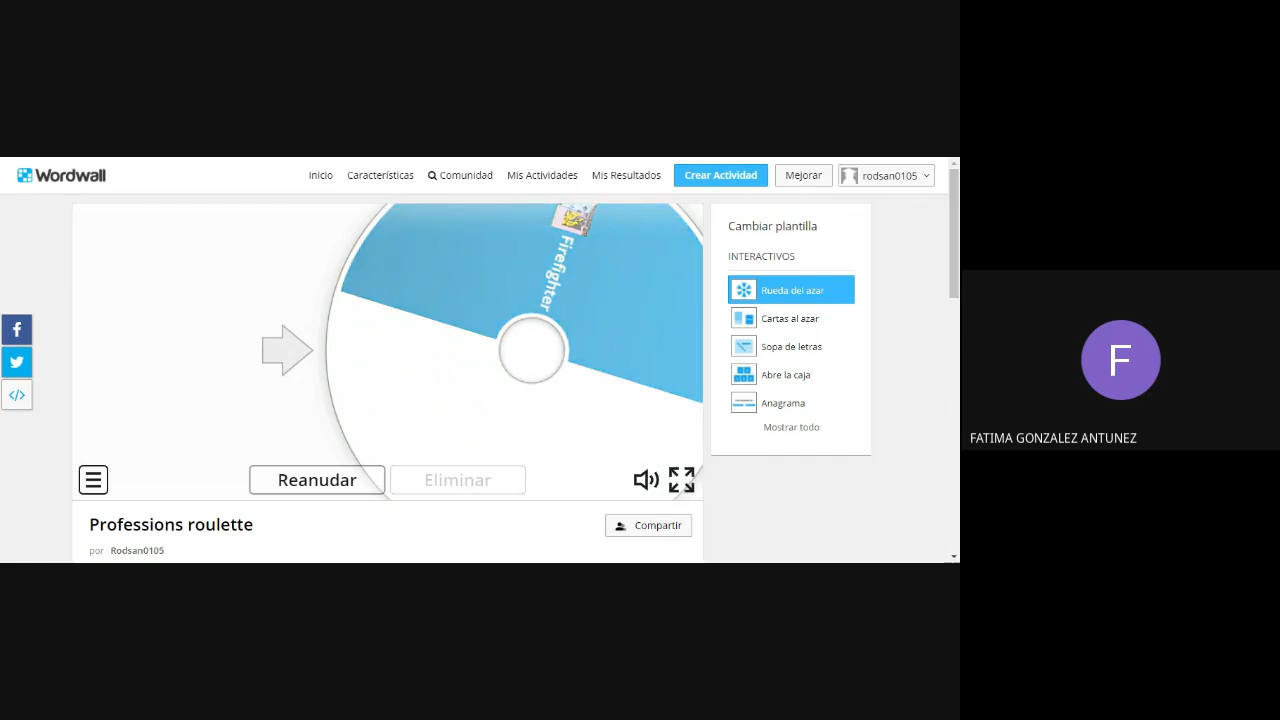 Wordwall
Inicio
Características
Comunidad
Mis Actividades
Mis Resultados
Crear Actividad
Mejorar
rodsan0105
Firefighter
Reanudar
Eliminar
Professions roulette
por Rodsan0105
Compartir
Cambiar plantilla
INTERACTIVOS
Rueda del azar
Cartas al azar
Sopa de letras
Abre la caja
Anagrama
Mostrar todo
F
FATIMA GONZALEZ ANTUNEZ